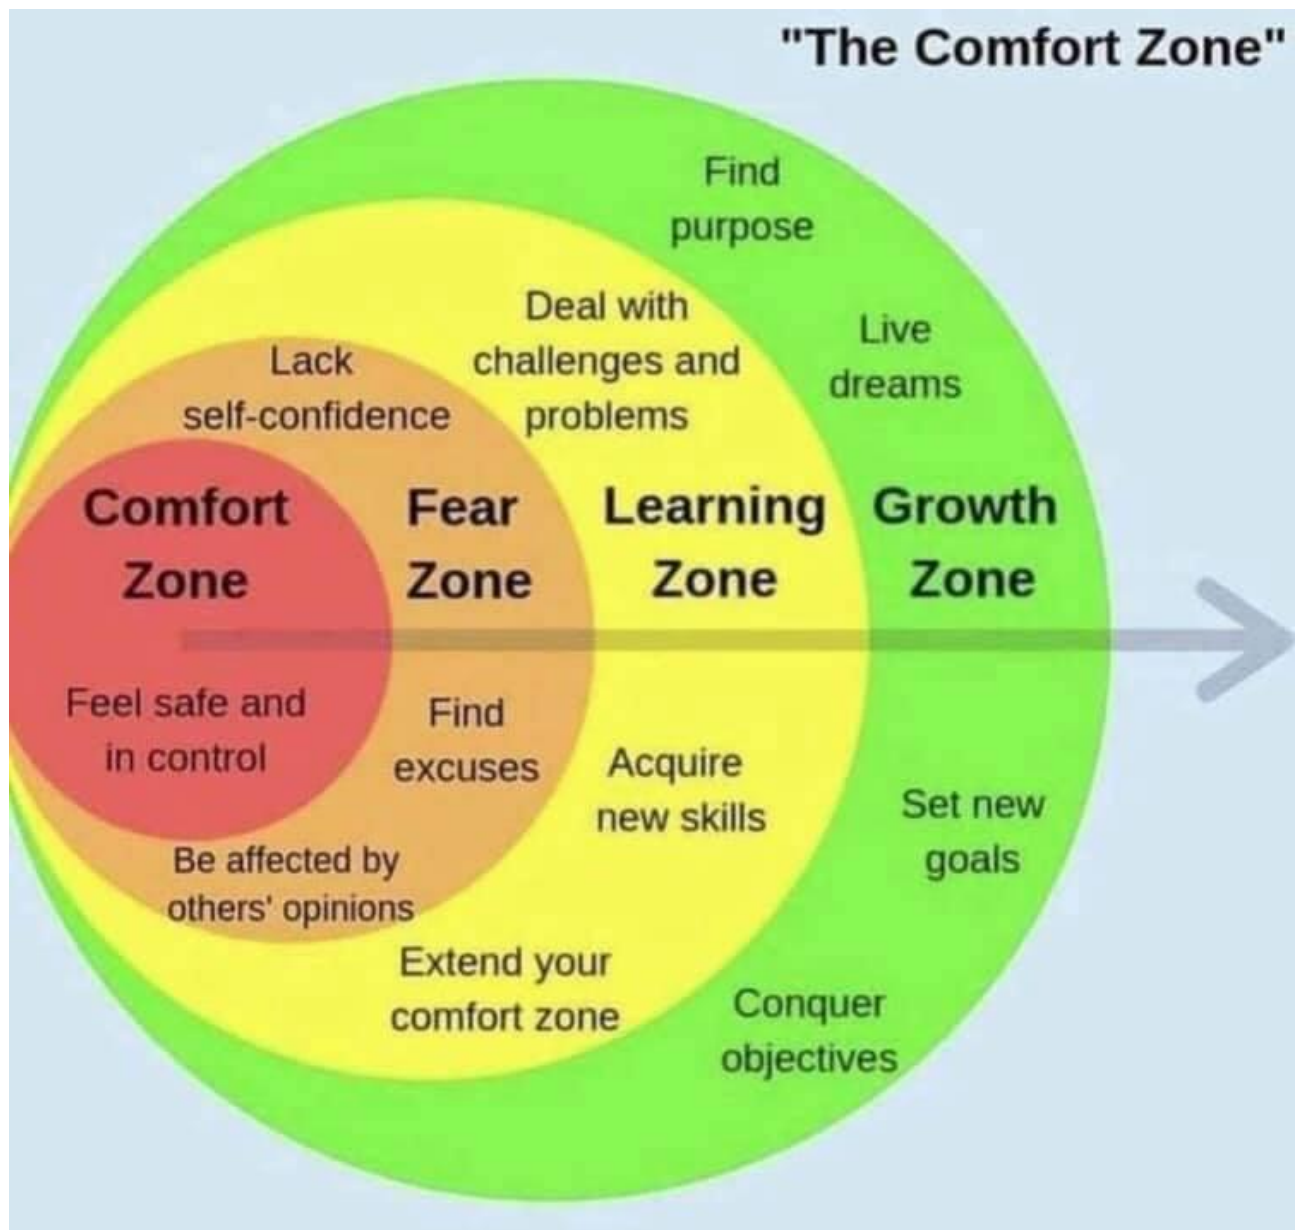 "The Comfort Zone"
Find
purpose
Live
dreams
Deal with
challenges and
problems
Lack
self-confidence
Comfort
Zone
Fear
Zone
Learning
Zone
Growth
Zone
Feel safe and
in control
Find
excuses
Be affected by
others' opinions
Acquire
new skills
Extend your
comfort zone
Set new
goals
Conquer
objectives